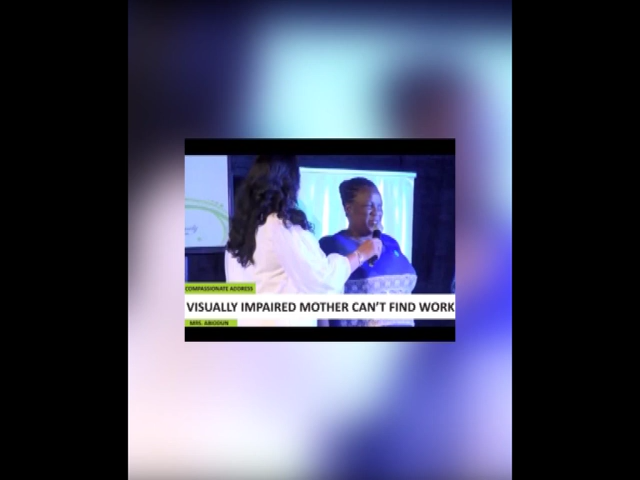 COMPASSIONATE ADDRESS
VISUALLY IMPAIRED MOTHER CAN'T FIND WORK
MRS. ABIODUN